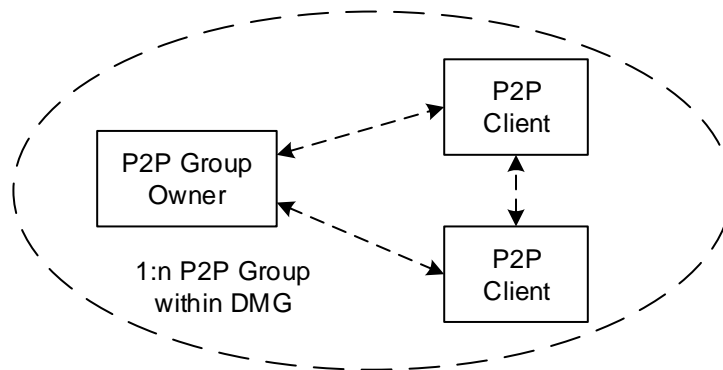 P2P Group
Owner
P2P
Client
P2P
Client
1:n P2P Group
within DMG